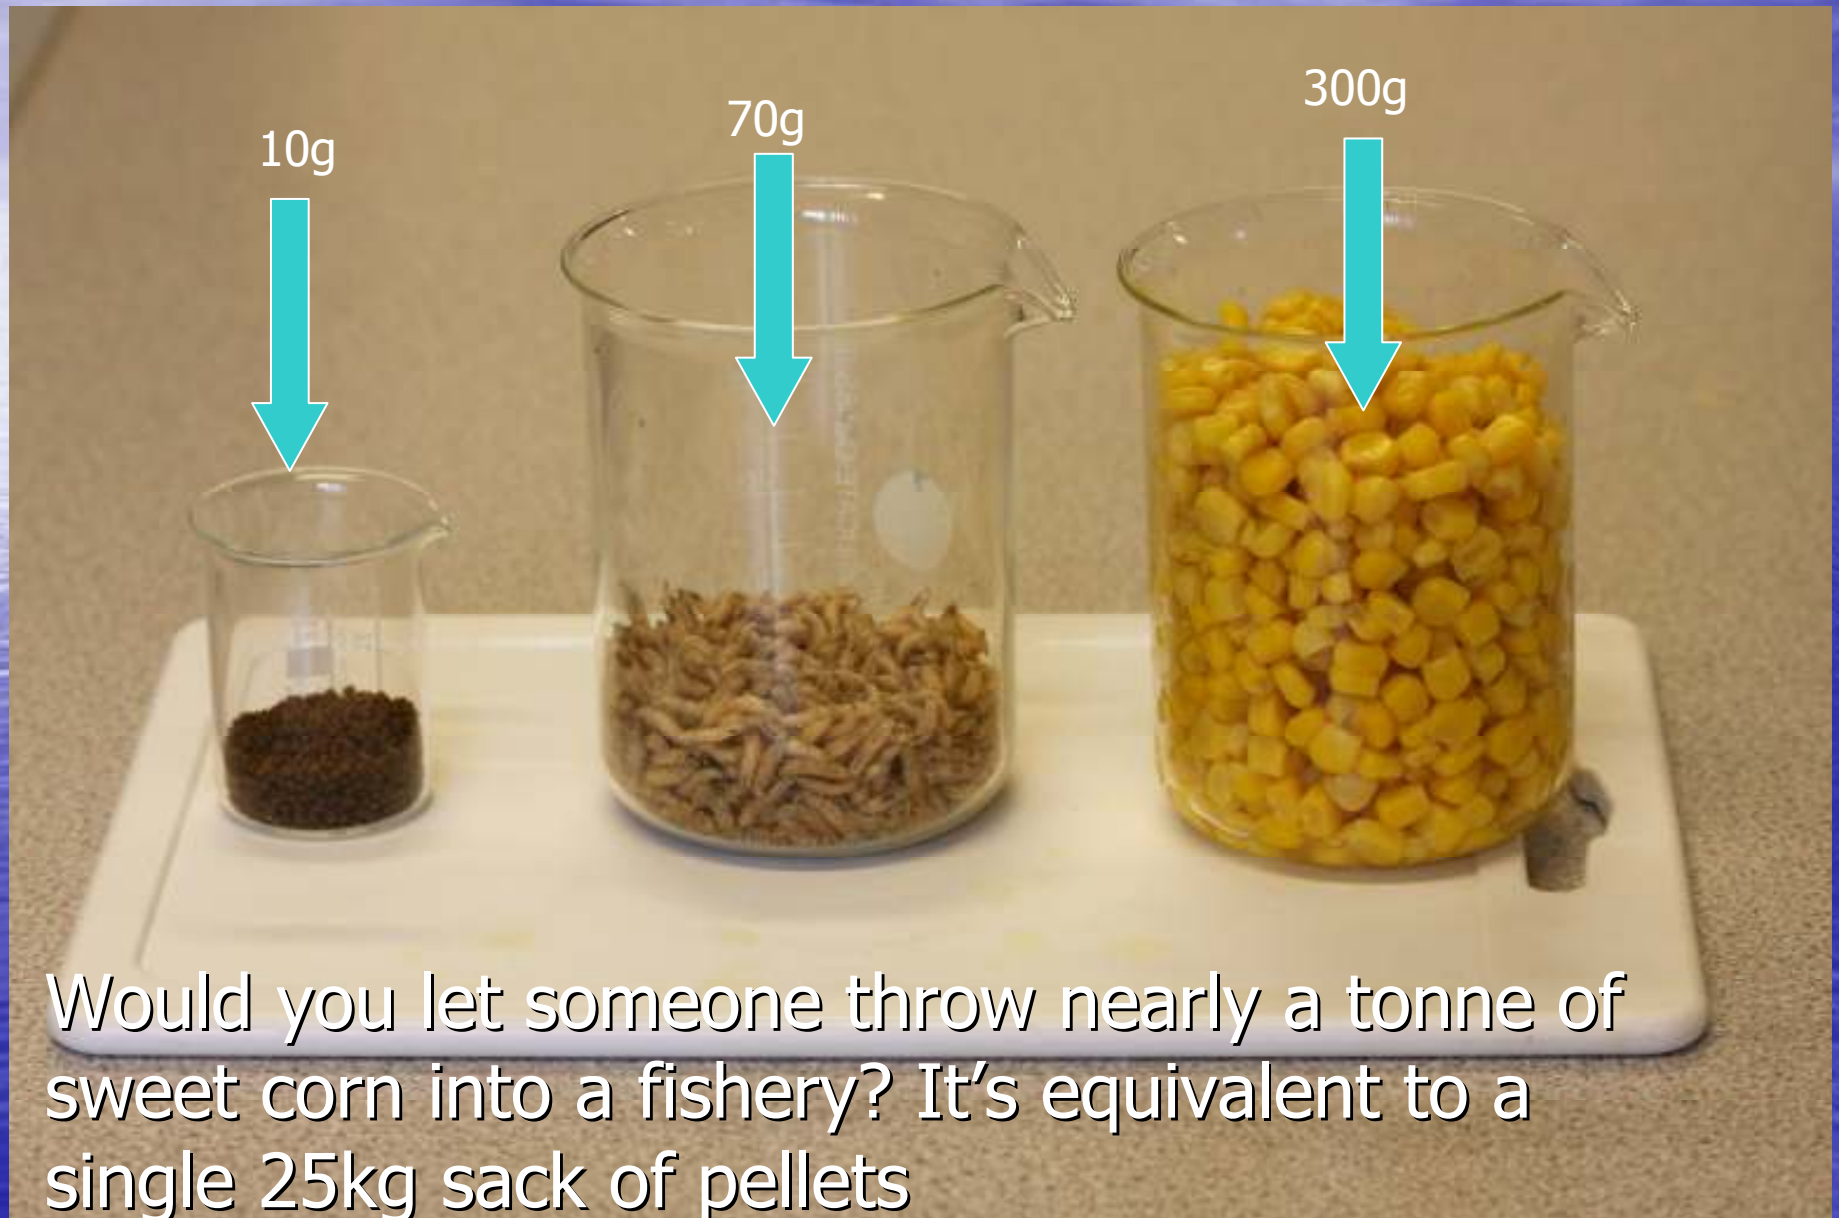 10g
70g
300g
Would you let someone throw nearly a tonne of
sweet corn into a fishery? It’s equivalent to a
single 25kg sack of pellets